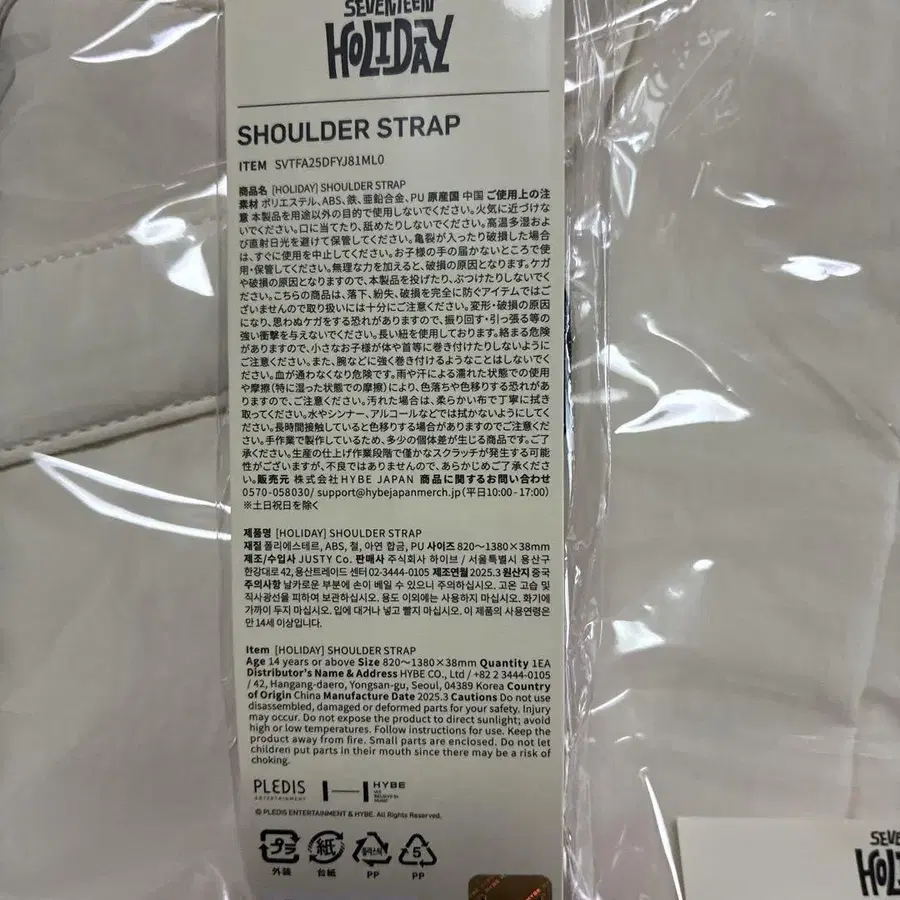 SEVENTEEN
HOLIDAY
SHOULDER STRAP
ITEM SVTFA25DFYJ81ML0
商品名 [HOLIDAY] SHOULDER STRAP
素材 ポリエステル、ABS、鉄、亜鉛合金、PU 原産国 中国 ご使用上の注
意 本製品を用途以外の目的で使用しないでください。火気に近づけな
いでください。口に当てたり、舐めたりしないでください。高温多湿およ
び直射日光を避けて保管してください。亀裂が入ったり破損した場合
は、すぐに使用を中止してください。お子様の手の届かないところで使
用・保管してください。無理な力を加えると、破損の原因となります。ケガ
や破損の原因となりますので、本製品を投げたり、ぶつけたりしないでく
ださい。こちらの商品は、落下、紛失、破損を完全に防ぐアイテムではご
ざいませんので取り扱いには十分にご注意ください。変形・破損の原因
になり、思わぬケガをする恐れがありますので、振り回す・引っ張る等の
強い衝撃を与えないでください。長い紐を使用しております。絡まる危険
がありますので、小さなお子様が体や首等に巻き付けたりしないように
ご注意ください。また、腕などに強く巻き付けるようなことはしないでく
ださい。血が通わなくなり危険です。雨や汗による濡れた状態での使用
や摩擦（特に湿った状態での摩擦）により、色落ちや色移りする恐れがあ
りますので、ご注意ください。汚れた場合は、柔らかい布で丁寧に拭き
取ってください。水やシンナー、アルコールなどでは拭かないようにしてく
ださい。長時間接触していると色移りする場合がありますのでご注意くださ
い。手作業で製作しているため、多少の個体差が生じる商品です。ご了
承ください。生産の仕上げ作業段階で僅かなスクラッチが発生する可能
性がございますが、不良ではありませんので、あらかじめご了承くださ
い。販売元 株式会社HYBE JAPAN 商品に関するお問い合わせ
0570-058030/ support@hybejapanmerch.jp（平日10:00 - 17:00）
※土日祝日を除く
제품명 [HOLIDAY] SHOULDER STRAP
재질 폴리에스테르, ABS, 철, 아연 합금, PU 사이즈 820~1380×38mm
제조/수입사 JUSTY Co. 판매사 주식회사 하이브 / 서울특별시 용산구
한강대로 42, 용산트레이드 센터 02-3444-0105 제조연월 2025.3 원산지 중국
주의사항 날카로운 부분에 손이 베일 수 있으니 주의하십시오. 고온 고습 및
직사광선을 피하여 보관하십시오. 용도 이외에는 사용하지 마십시오. 화기에
가까이 두지 마십시오. 입에 대거나 넣고 빨지 마십시오. 이 제품의 사용연령은
만 14세 이상입니다.
Item [HOLIDAY] SHOULDER STRAP
Age 14 years or above Size 820~1380×38mm Quantity 1EA
Distributor's Name & Address HYBE CO., Ltd / +82 2 3444-0105
/ 42, Hangang-daero, Yongsan-gu, Seoul, 04389 Korea Country
of Origin China Manufacture Date 2025.3 Cautions Do not use
disassembled, damaged or deformed parts for your safety. Injury
may occur. Do not expose the product to direct sunlight; avoid
high or low temperatures. Follow instructions for use. Keep the
product away from fire. Small parts are enclosed. Do not let
children put parts in their mouth since there may be a risk of
choking.
PLEDIS
ENTERTAINMENT
HYBE
WE
BELIEVE IN
MUSIC
© PLEDIS ENTERTAINMENT & HYBE. All Rights Reserved.
プラ 紙 플라스틱 5
外装 台紙 PP PP
SEVE
HOL